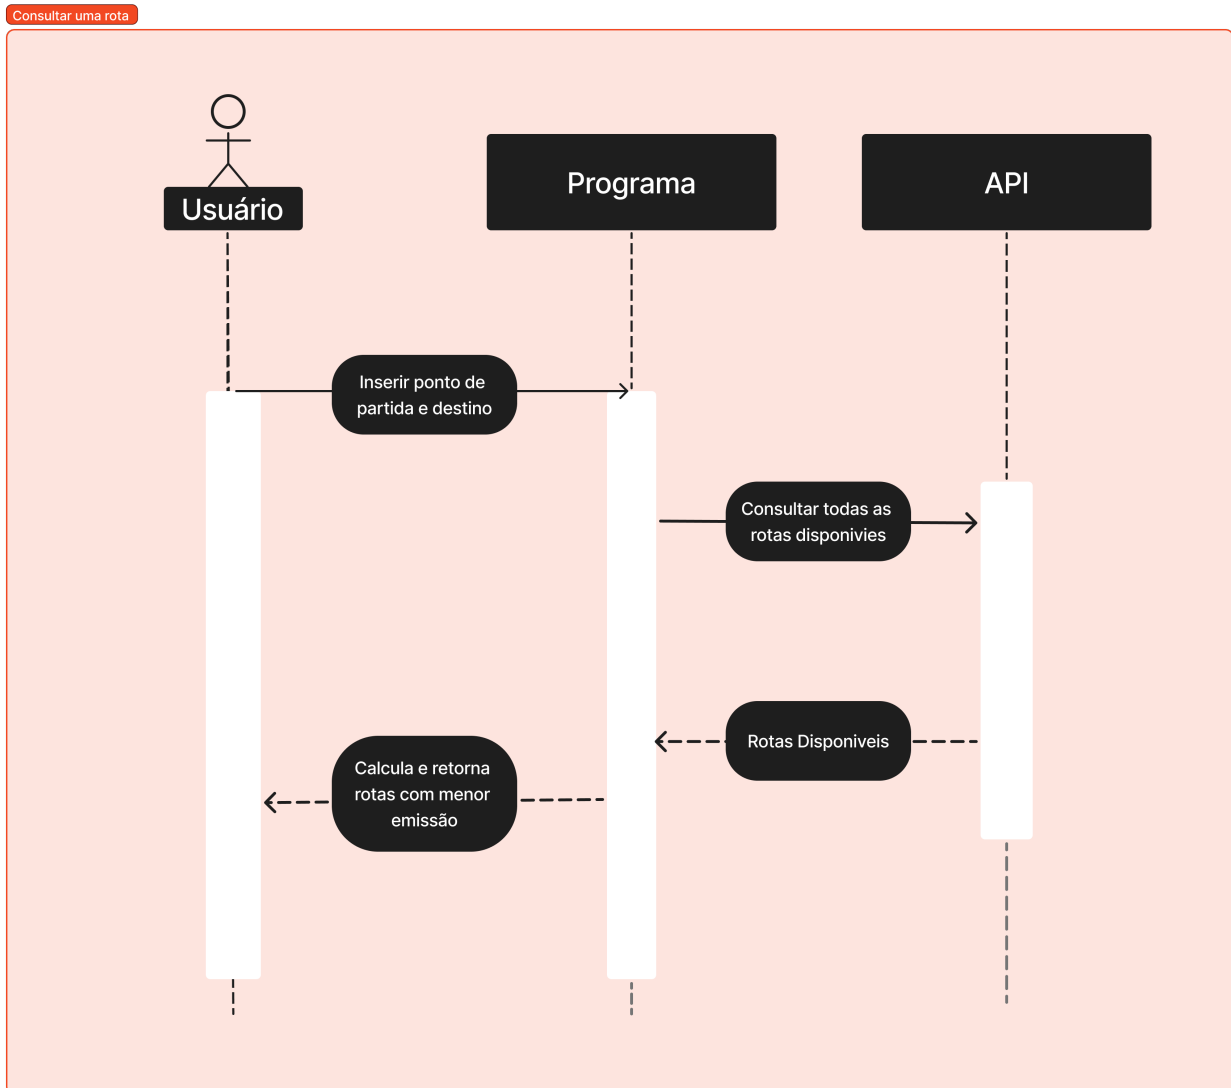 Consultar uma rota
Usuário
Programa
API
Inserir ponto de
partida e destino
Consultar todas as
rotas disponivies
Rotas Disponiveis
Calcula e retorna
rotas com menor
emissão